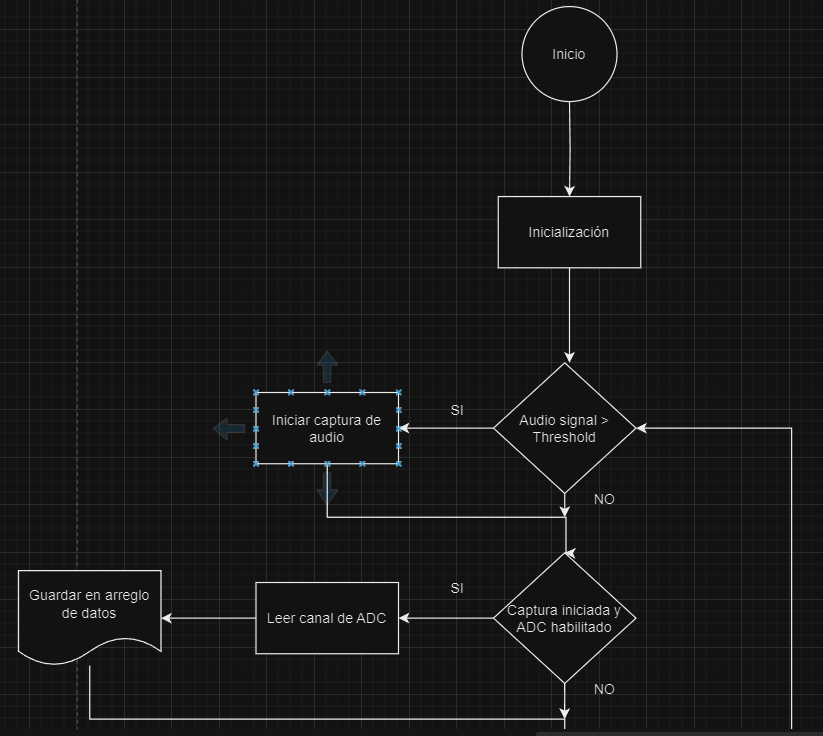 Inicio
Inicialización
Audio signal >
Threshold
SI
Iniciar captura de
audio
NO
Captura iniciada y
ADC habilitado
SI
Leer canal de ADC
Guardar en arreglo
de datos
NO